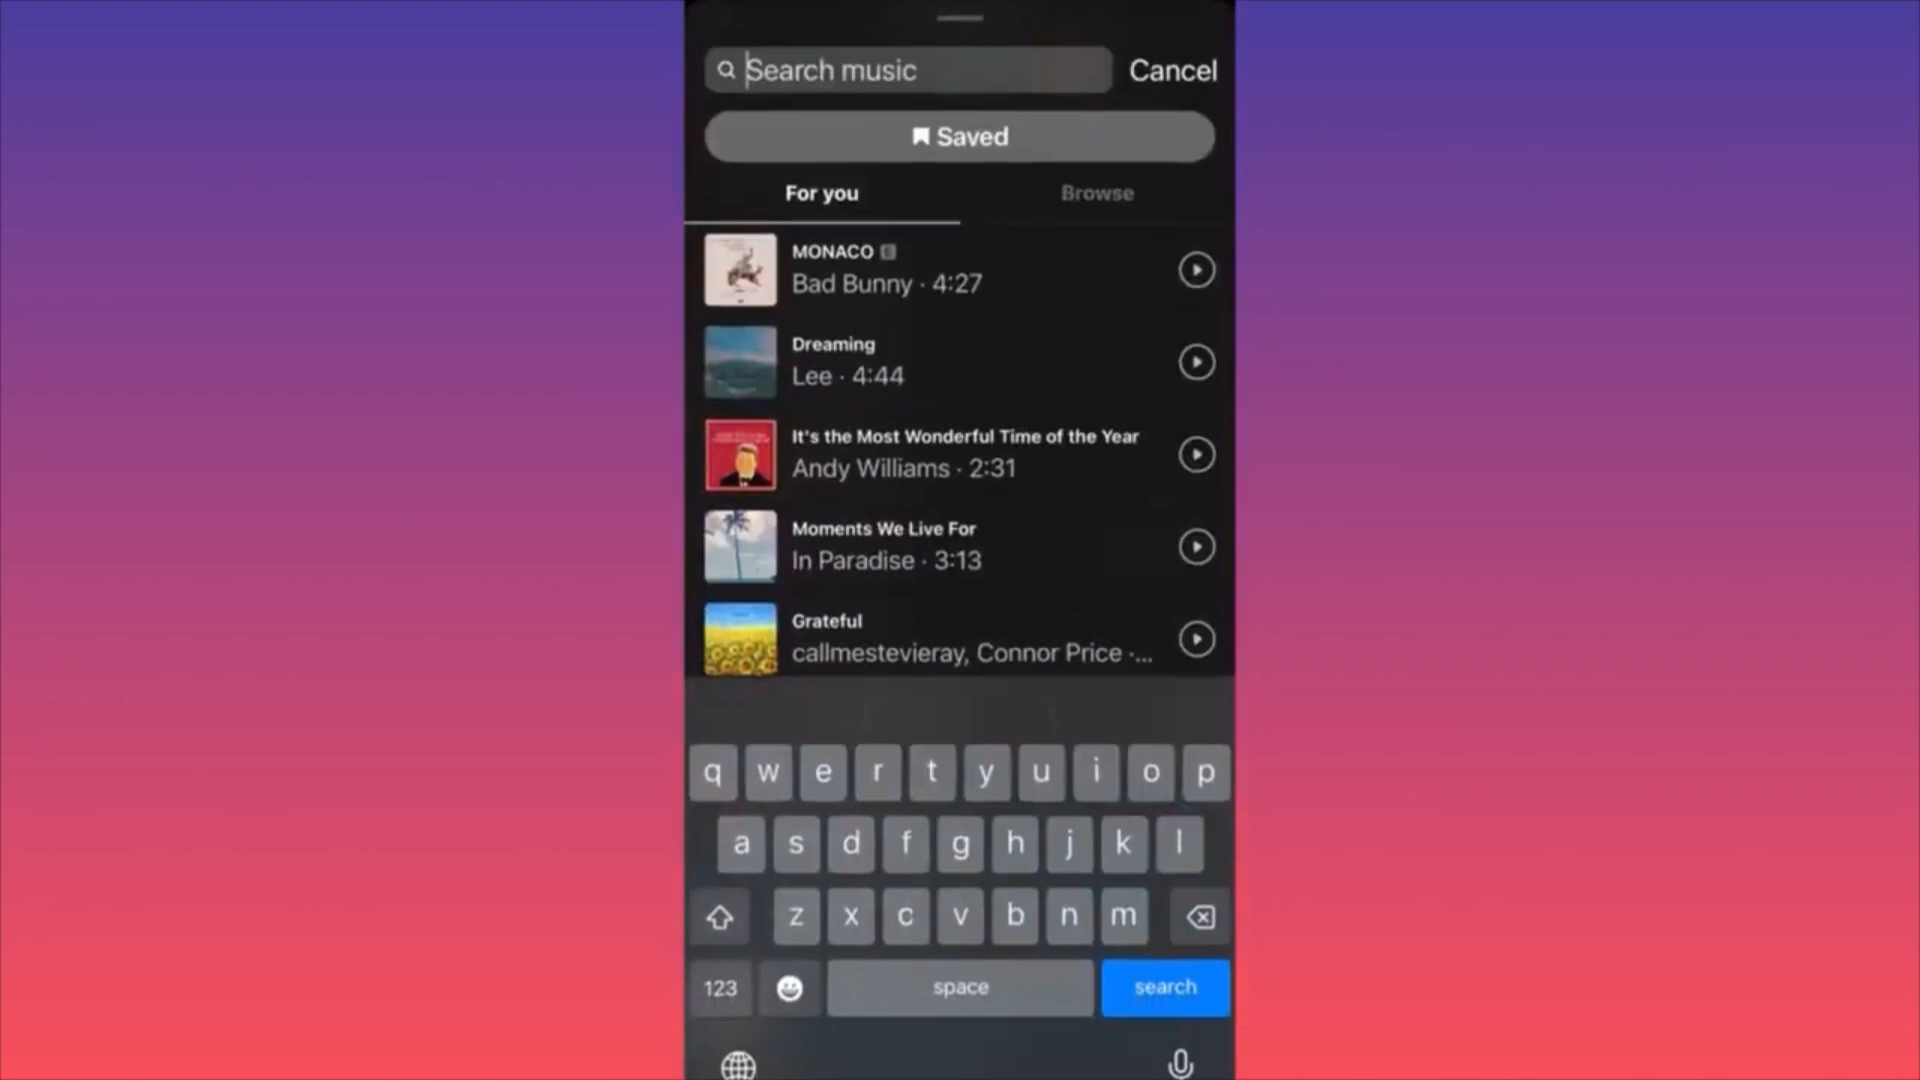 Search music
Cancel
Saved
For you
Browse
MONACO E
Bad Bunny · 4:27
Dreaming
Lee · 4:44
It's the Most Wonderful Time of the Year
Andy Williams · 2:31
Moments We Live For
In Paradise · 3:13
Grateful
callmestevieray, Connor Price ·...
q w e r t y u i o p
a s d f g h j k l
z x c v b n m
123
space
search